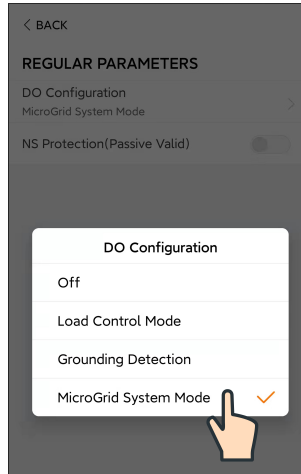 < BACK
REGULAR PARAMETERS
DO Configuration
MicroGrid System Mode
NS Protection(Passive Valid)
DO Configuration
Off
Load Control Mode
Grounding Detection
MicroGrid System Mode